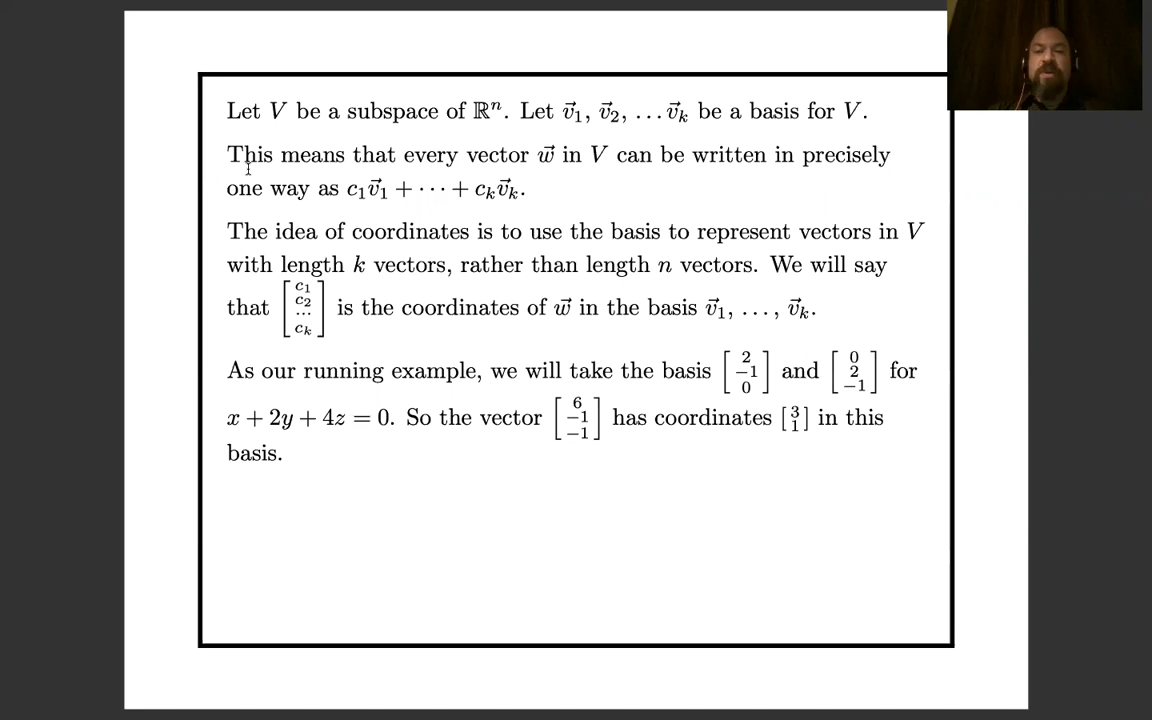 Let V be a subspace of ℝⁿ. Let v⃗₁, v⃗₂, …v⃗ₖ be a basis for V.
This means that every vector w⃗ in V can be written in precisely
one way as c₁v⃗₁ + ⋯ + cₖv⃗ₖ.
The idea of coordinates is to use the basis to represent vectors in V
with length k vectors, rather than length n vectors. We will say
that [c₁ c₂ ... cₖ] is the coordinates of w⃗ in the basis v⃗₁, …, v⃗ₖ.
As our running example, we will take the basis [2 −1 0] and [0 2 −1] for
x + 2y + 4z = 0. So the vector [6 −1 −1] has coordinates [3 1] in this
basis.